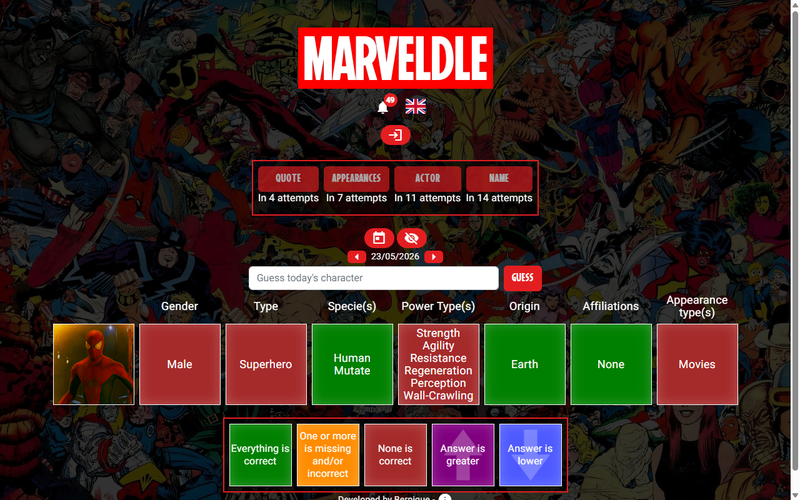 MARVELDLE
49
QUOTE APPEARANCES ACTOR NAME
In 4 attempts In 7 attempts In 11 attempts In 14 attempts
23/05/2026
Guess today's character GUESS
Gender Type Specie(s) Power Type(s) Origin Affiliations Appearance type(s)
Male
Superhero
Human
Mutate
Strength
Agility
Resistance
Regeneration
Perception
Wall-Crawling
Earth
None
Movies
Everything is
correct
One or more
is missing
and/or
incorrect
None is
correct
Answer is
greater
Answer is
lower
Developed by Bernique -